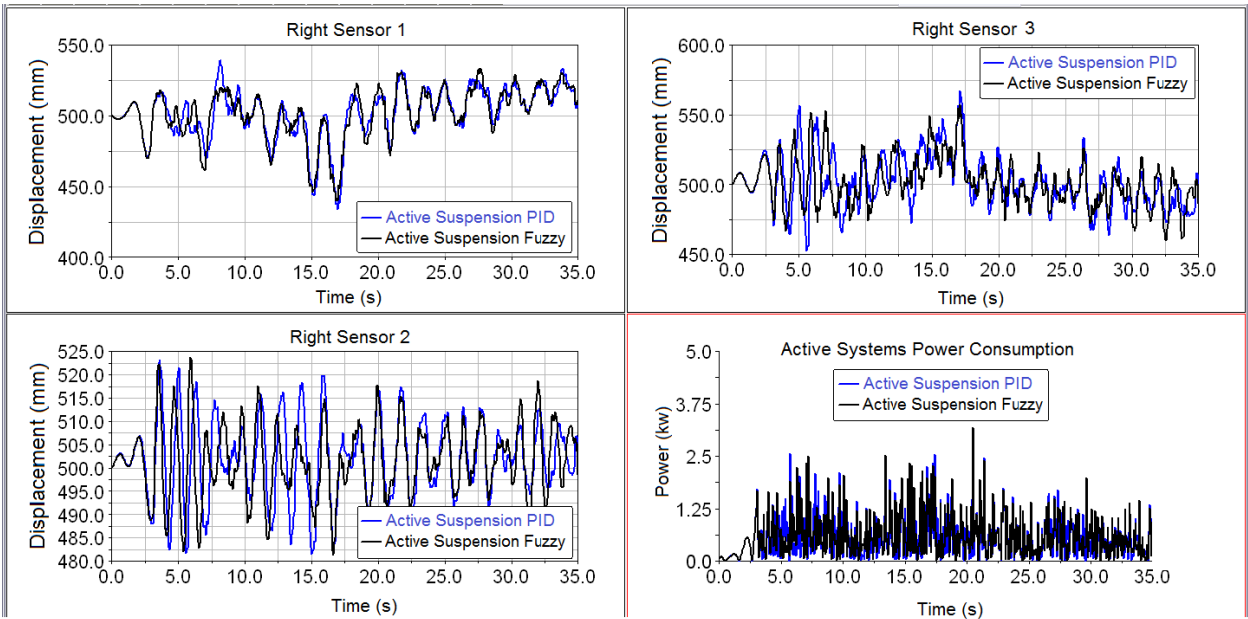 Right Sensor 1
550.0
500.0
450.0
400.0
Displacement (mm)
Active Suspension PID
Active Suspension Fuzzy
0.0 5.0 10.0 15.0 20.0 25.0 30.0 35.0
Time (s)
Right Sensor 3
600.0
550.0
500.0
450.0
Displacement (mm)
Active Suspension PID
Active Suspension Fuzzy
0.0 5.0 10.0 15.0 20.0 25.0 30.0 35.0
Time (s)
Right Sensor 2
525.0
520.0
515.0
510.0
505.0
500.0
495.0
490.0
485.0
480.0
Displacement (mm)
Active Suspension PID
Active Suspension Fuzzy
0.0 5.0 10.0 15.0 20.0 25.0 30.0 35.0
Time (s)
Active Systems Power Consumption
5.0
3.75
2.5
1.25
0.0
Power (kw)
Active Suspension PID
Active Suspension Fuzzy
0.0 5.0 10.0 15.0 20.0 25.0 30.0 35.0
Time (s)